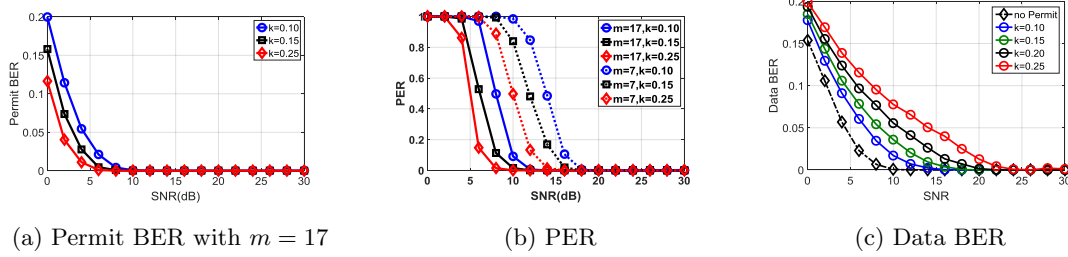 0.2
0.15
0.1
0.05
0
Permit BER
0 5 10 15 20 25 30
SNR(dB)
k=0.10
k=0.15
k=0.25
(a) Permit BER with m = 17
1
0.8
0.6
0.4
0.2
0
PER
0 5 10 15 20 25 30
SNR(dB)
m=17,k=0.10
m=17,k=0.15
m=17,k=0.25
m=7,k=0.10
m=7,k=0.15
m=7,k=0.25
(b) PER
0.2
0.15
0.1
0.05
0
Data BER
0 5 10 15 20 25 30
SNR
no Permit
k=0.10
k=0.15
k=0.20
k=0.25
(c) Data BER